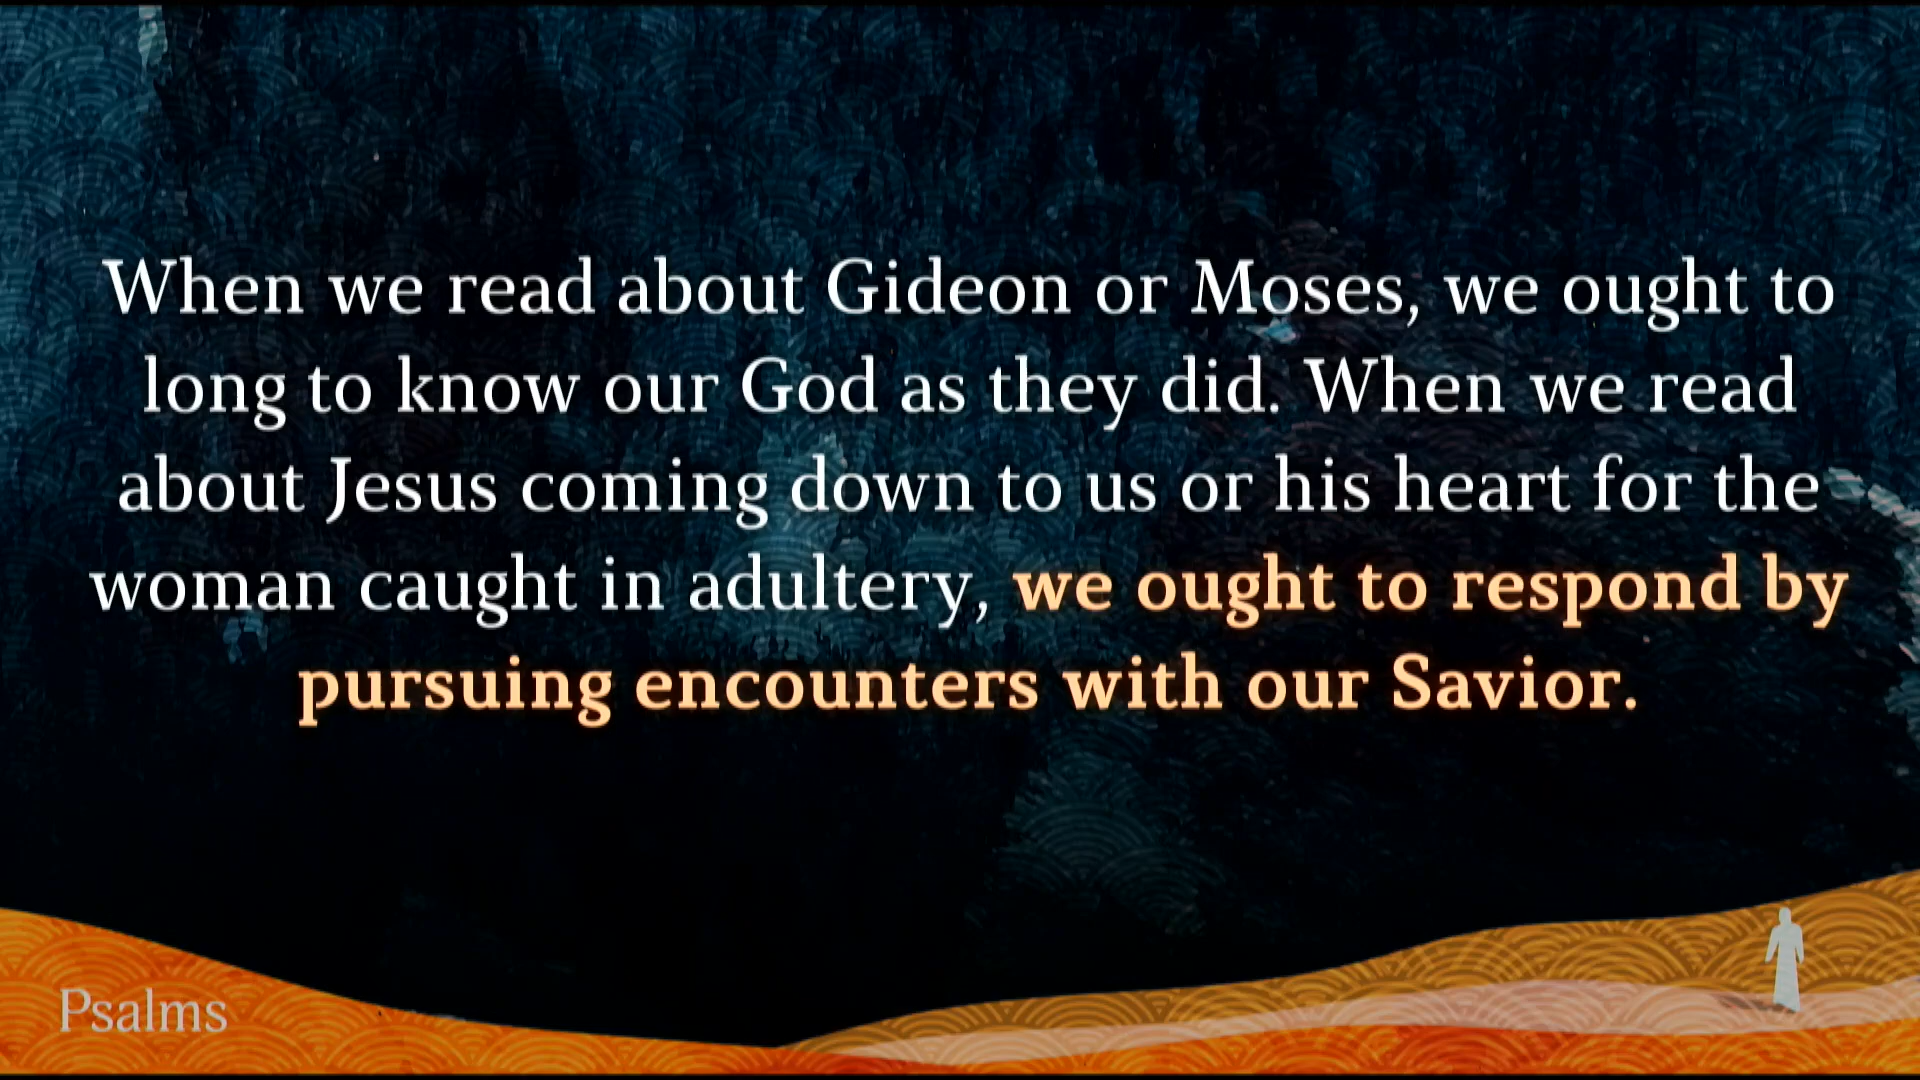 When we read about Gideon or Moses, we ought to
long to know our God as they did. When we read
about Jesus coming down to us or his heart for the
woman caught in adultery, we ought to respond by
pursuing encounters with our Savior.
Psalms